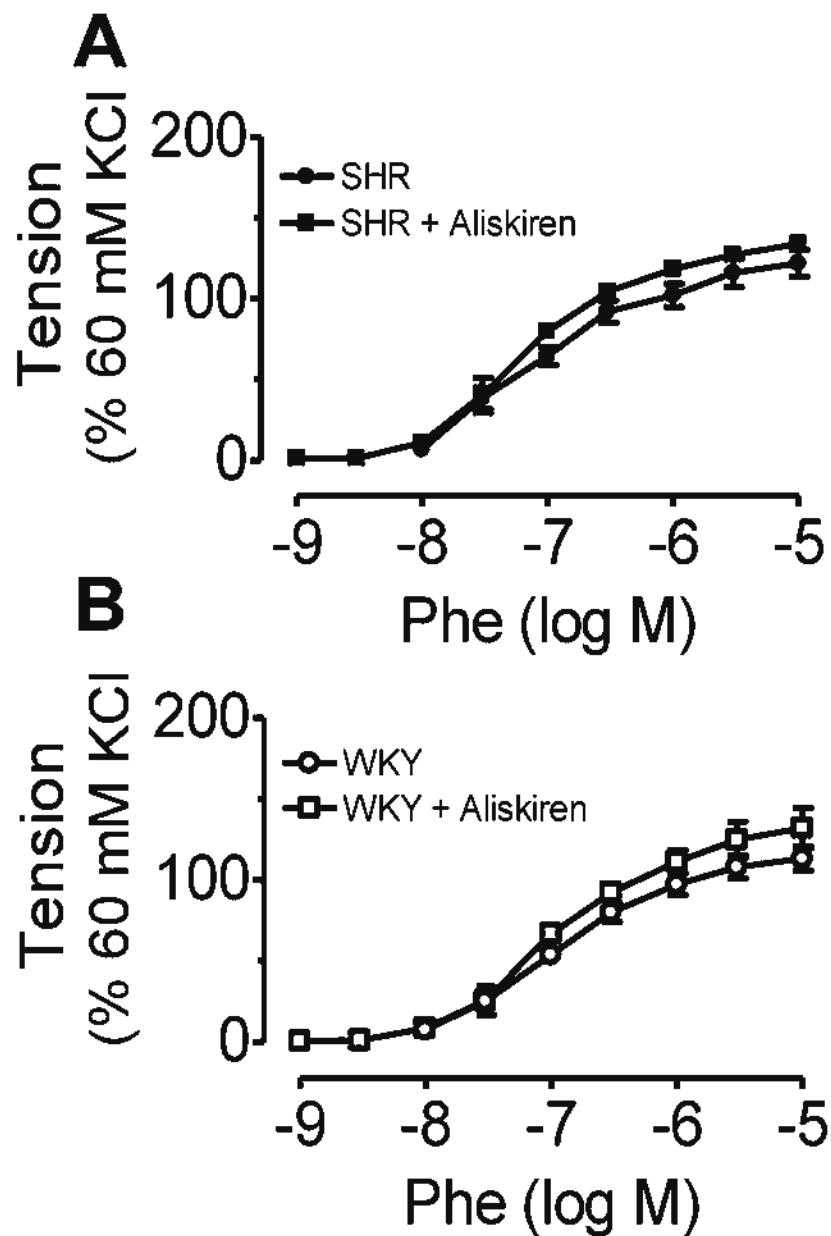 A
Tension
(% 60 mM KCl
200
100
0
SHR
SHR + Aliskiren
-9 -8 -7 -6 -5
Phe (log M)
B
Tension
(% 60 mM KCl
200
100
0
WKY
WKY + Aliskiren
-9 -8 -7 -6 -5
Phe (log M)